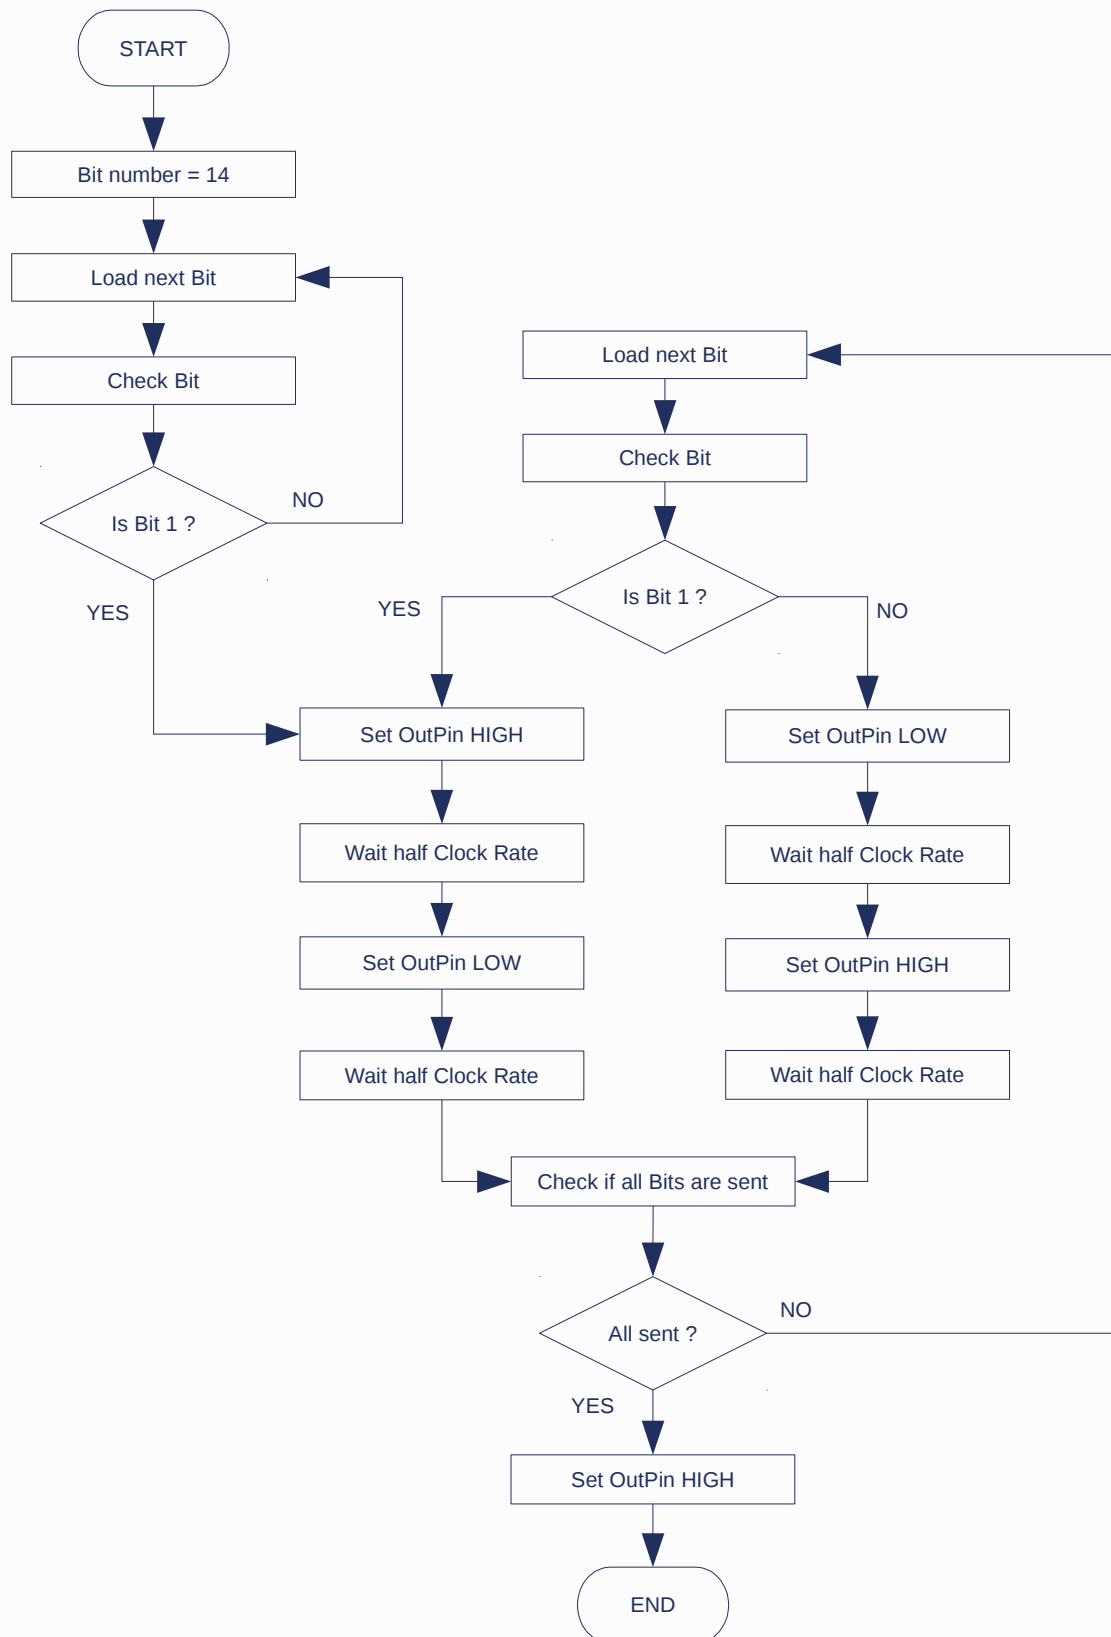 START
Bit number = 14
Load next Bit
Check Bit
Is Bit 1 ?
NO
YES
Load next Bit
Check Bit
Is Bit 1 ?
YES
NO
Set OutPin HIGH
Wait half Clock Rate
Set OutPin LOW
Wait half Clock Rate
Set OutPin LOW
Wait half Clock Rate
Set OutPin HIGH
Wait half Clock Rate
Check if all Bits are sent
All sent ?
NO
YES
Set OutPin HIGH
END